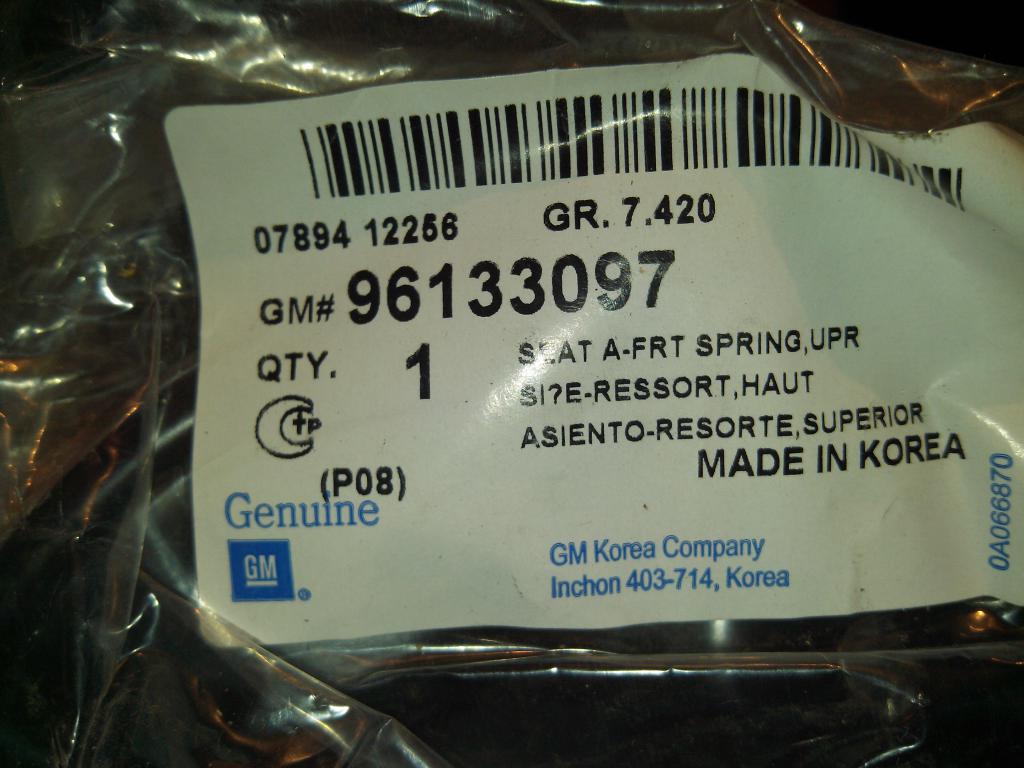 07894 12256 GR. 7.420
GM# 96133097
QTY. 1 SEAT A-FRT SPRING,UPR
SI?E-RESSORT,HAUT
ASIENTO-RESORTE,SUPERIOR
MADE IN KOREA
(P08)
Genuine
GM ®
GM Korea Company
Inchon 403-714, Korea
0A066870